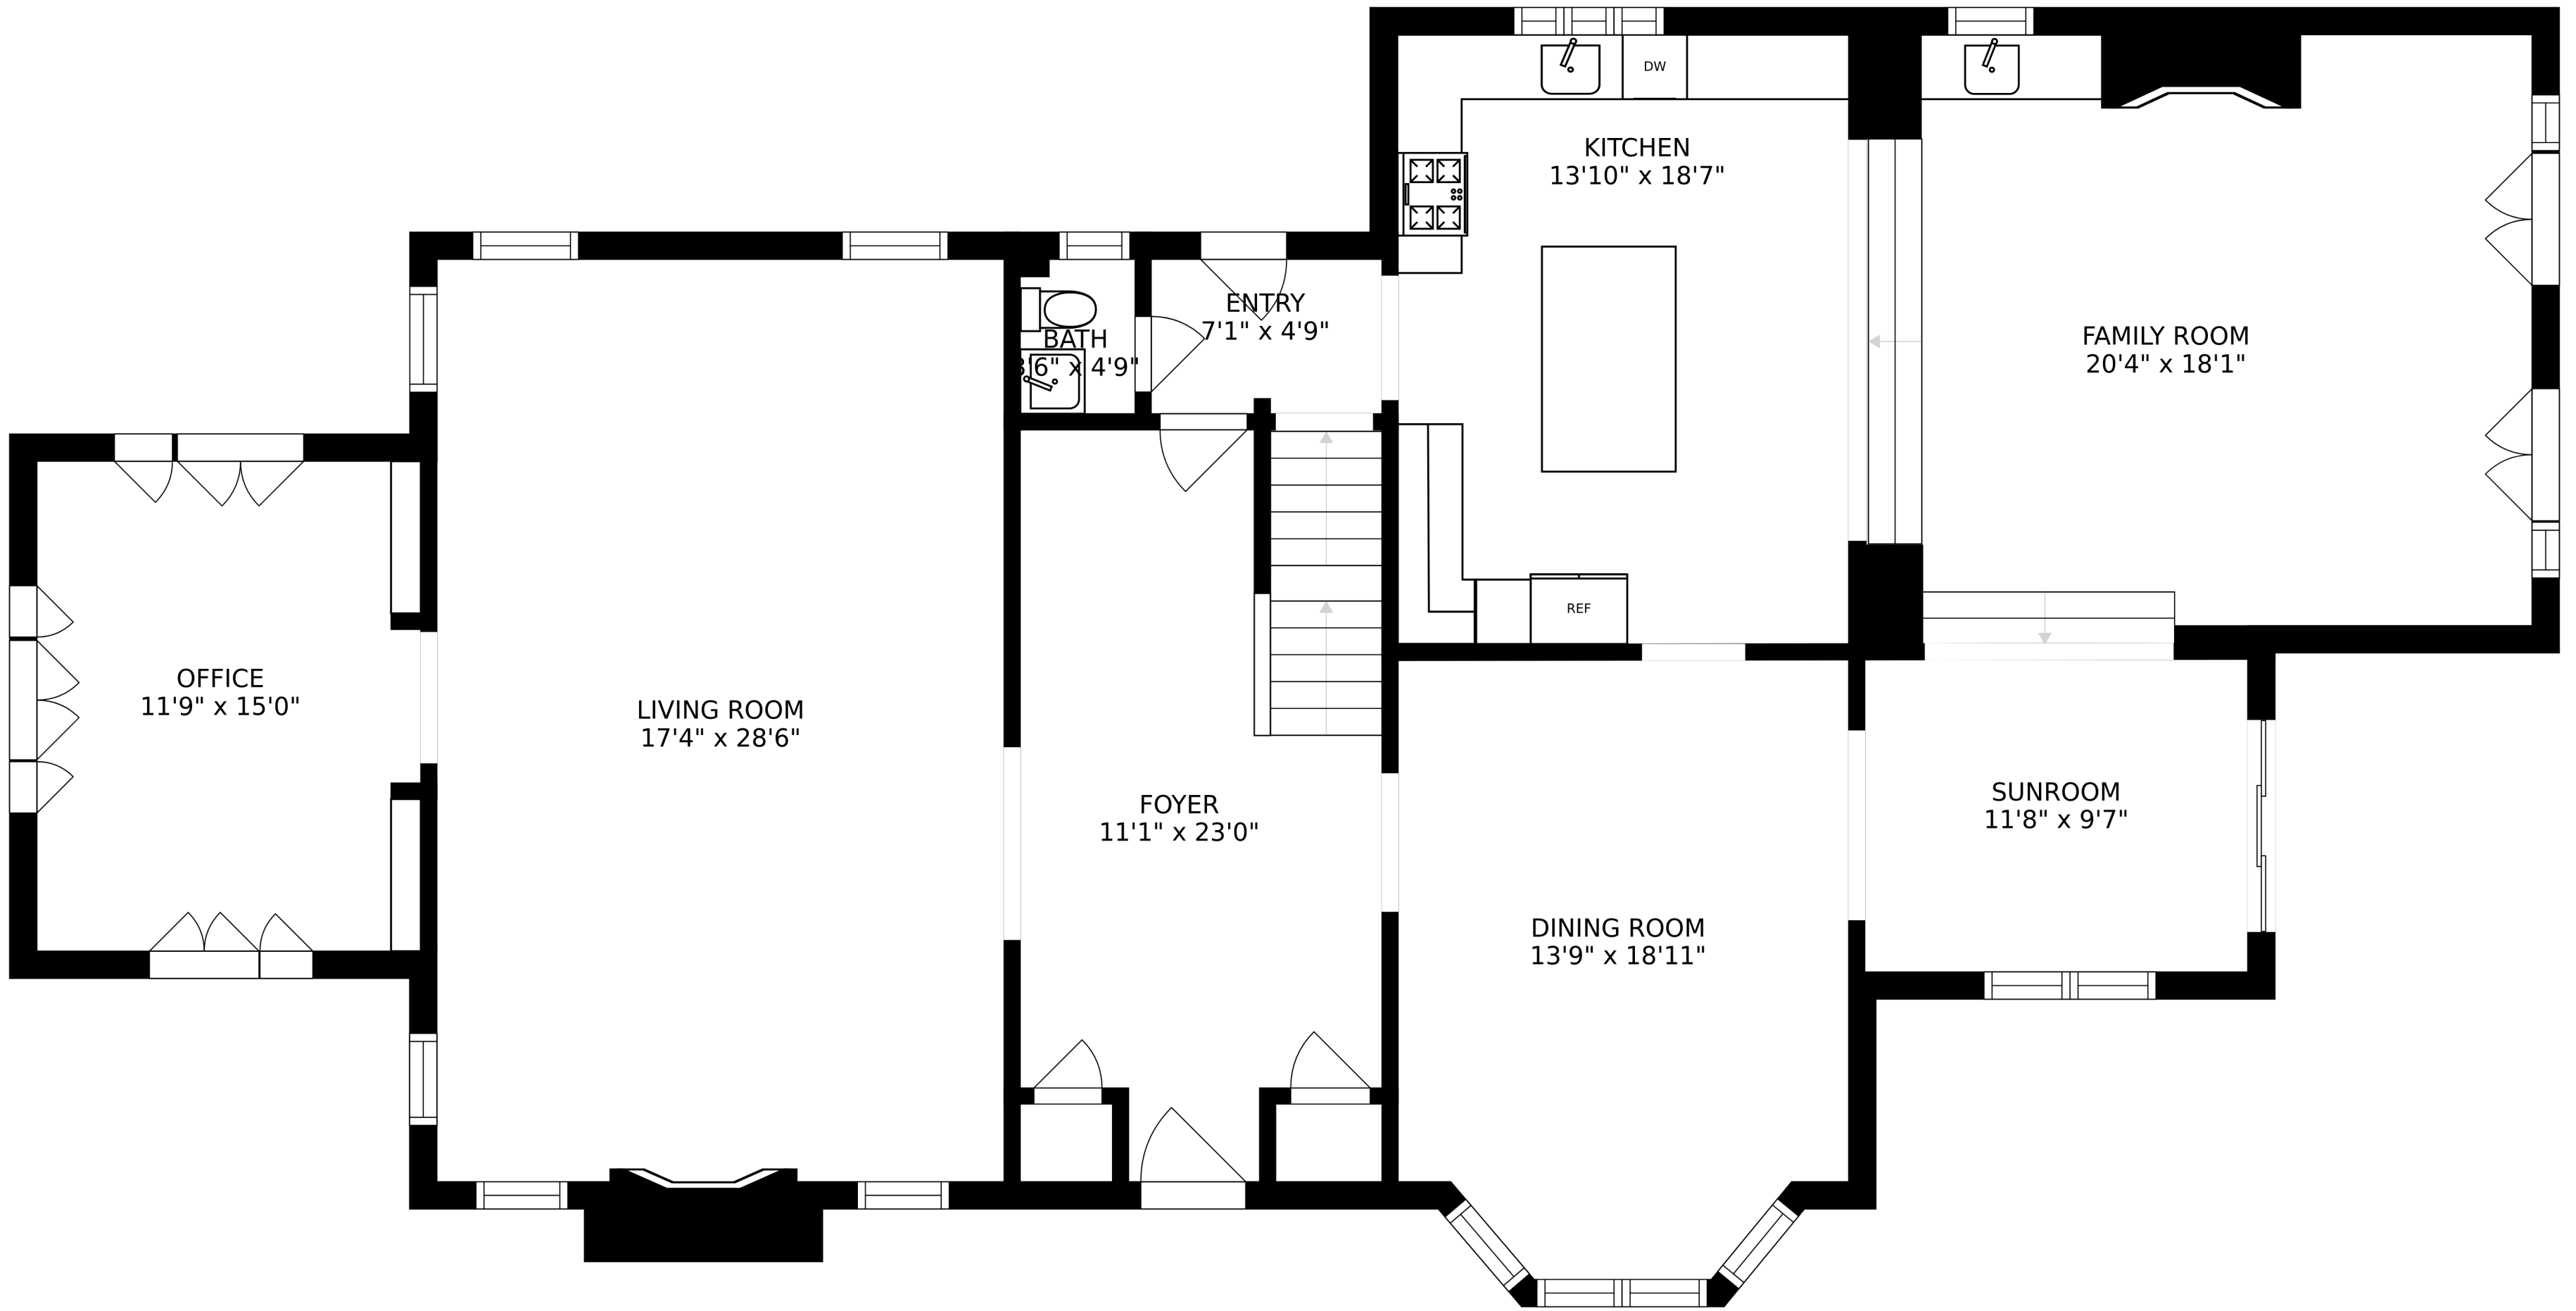 DW
KITCHEN
13'10" x 18'7"
ENTRY
7'1" x 4'9"
BATH
3'6" x 4'9"
FAMILY ROOM
20'4" x 18'1"
REF
OFFICE
11'9" x 15'0"
LIVING ROOM
17'4" x 28'6"
FOYER
11'1" x 23'0"
SUNROOM
11'8" x 9'7"
DINING ROOM
13'9" x 18'11"